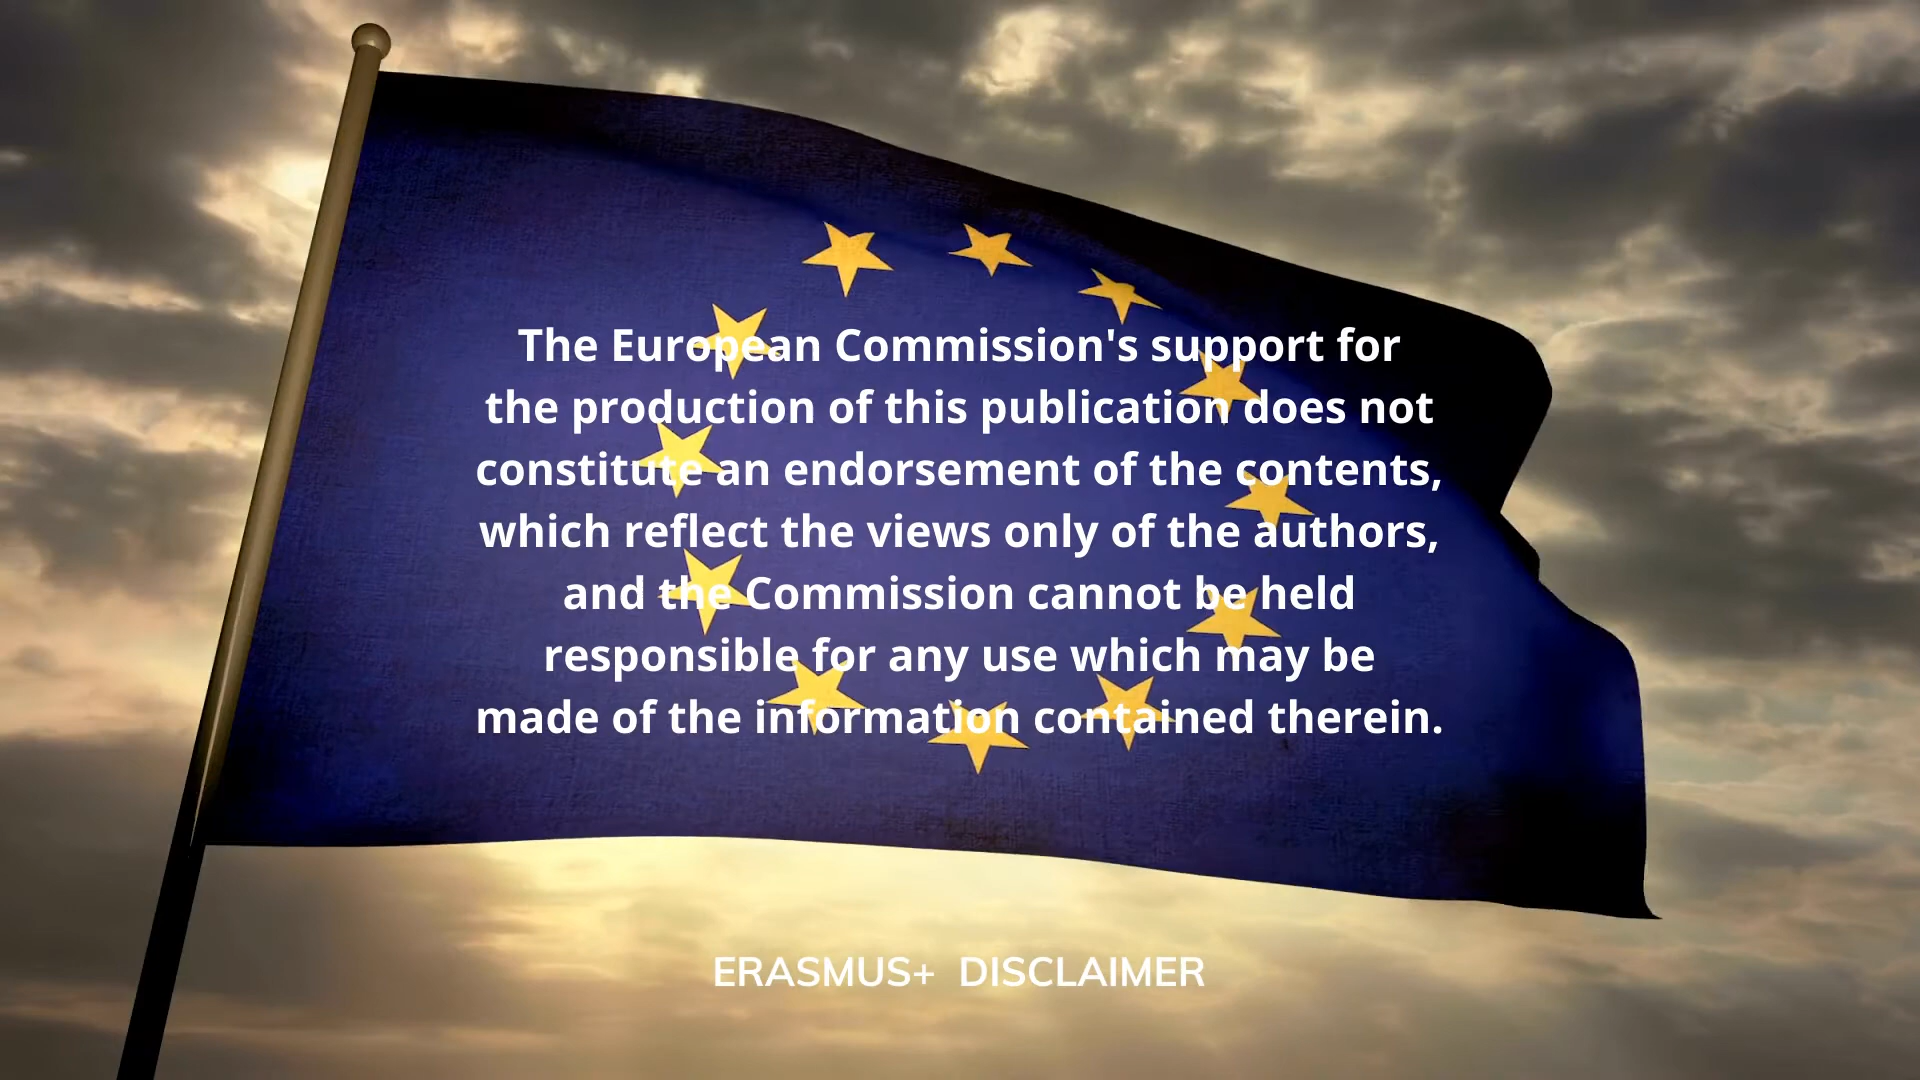 The European Commission's support for
the production of this publication does not
constitute an endorsement of the contents,
which reflect the views only of the authors,
and the Commission cannot be held
responsible for any use which may be
made of the information contained therein.
ERASMUS+ DISCLAIMER